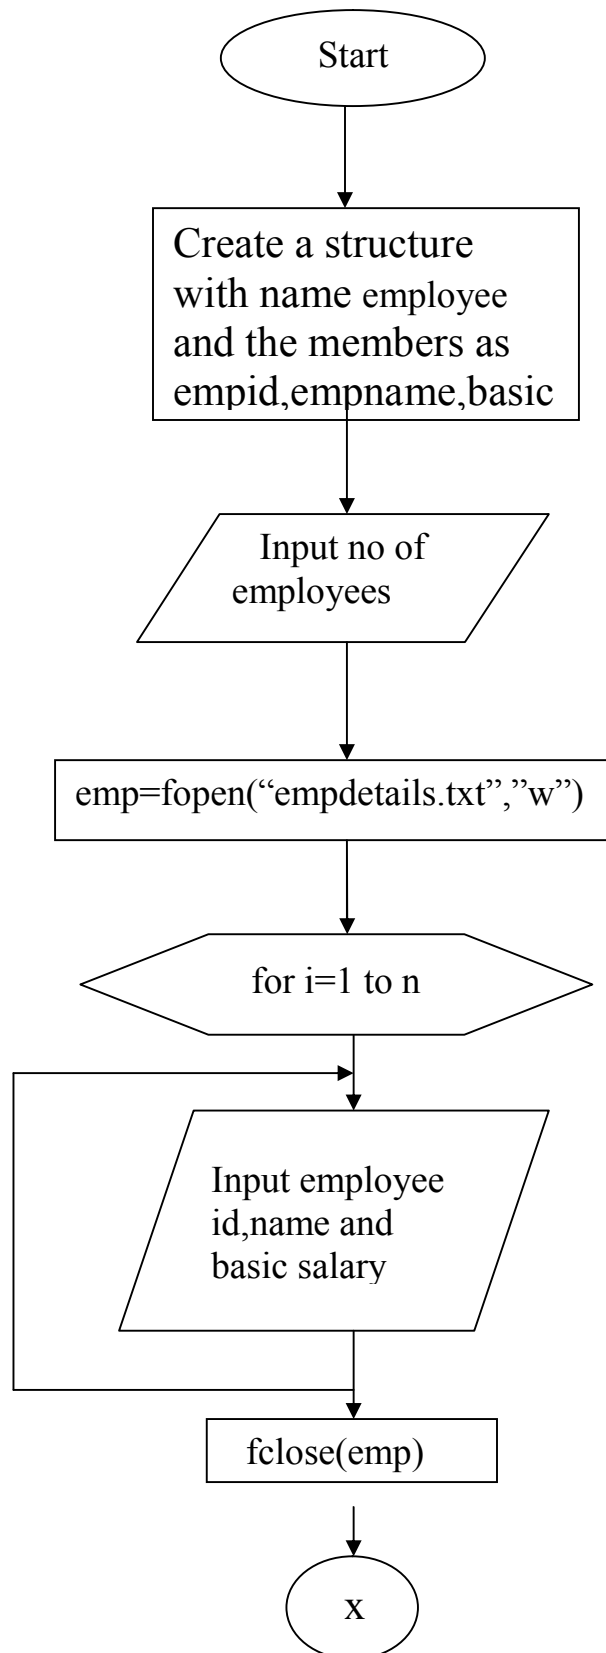 Start
Create a structure
with name employee
and the members as
empid,empname,basic
Input no of
employees
emp=fopen(“empdetails.txt”,”w”)
for i=1 to n
Input employee
id,name and
basic salary
fclose(emp)
x